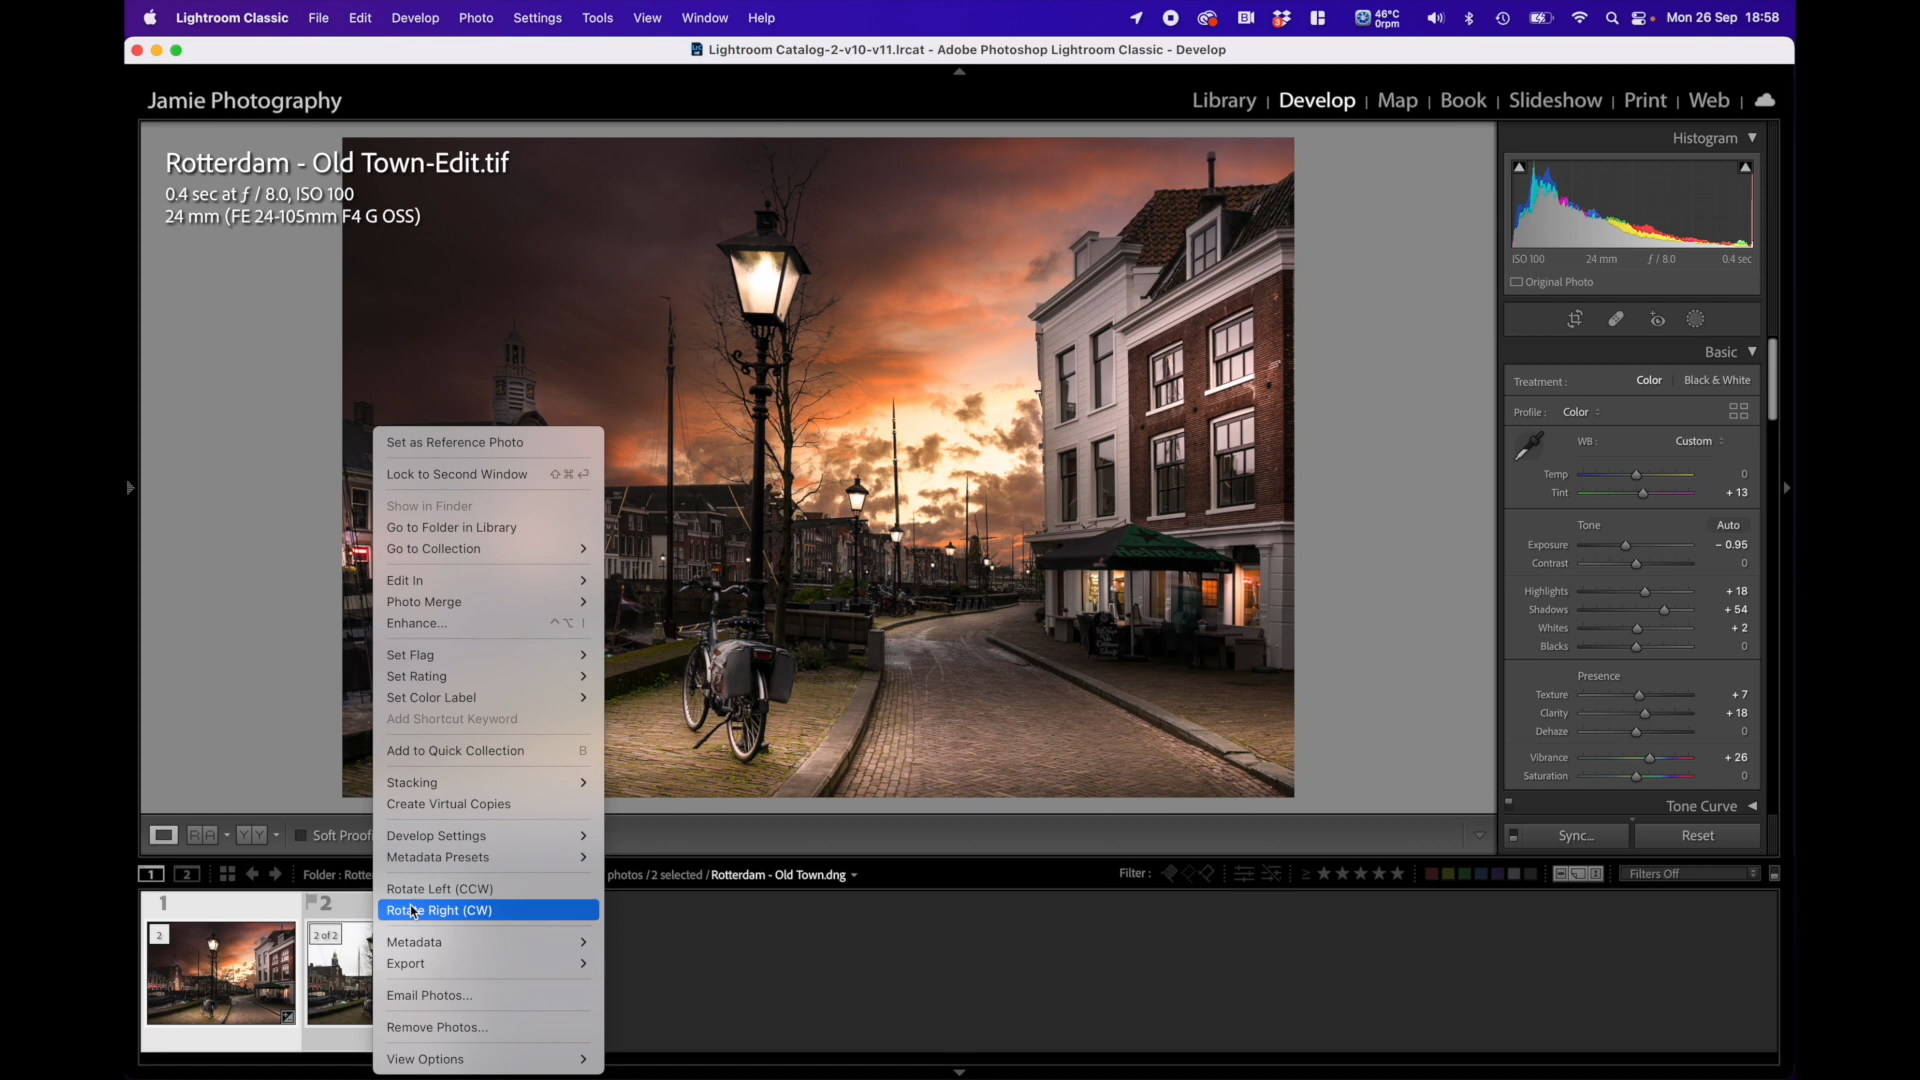 Lightroom Classic File Edit Develop Photo Settings Tools View Window Help 46°C 0rpm Mon 26 Sep 18:58
Lightroom Catalog-2-v10-v11.lrcat - Adobe Photoshop Lightroom Classic - Develop
Jamie Photography
Library | Develop | Map | Book | Slideshow | Print | Web |
Rotterdam - Old Town-Edit.tif
0.4 sec at ƒ / 8.0, ISO 100
24 mm (FE 24-105mm F4 G OSS)
Heineken
Set as Reference Photo
Lock to Second Window ⇧⌘⏎
Show in Finder
Go to Folder in Library
Go to Collection
Edit In
Photo Merge
Enhance... ^⌥ I
Set Flag
Set Rating
Set Color Label
Add Shortcut Keyword
Add to Quick Collection B
Stacking
Create Virtual Copies
Develop Settings
Metadata Presets
Rotate Left (CCW)
Rotate Right (CW)
Metadata
Export
Email Photos...
Remove Photos...
View Options
Histogram
ISO 100 24 mm ƒ / 8.0 0.4 sec
Original Photo
Basic
Treatment : Color Black & White
Profile : Color
WB : Custom
Temp 0
Tint + 13
Tone Auto
Exposure − 0.95
Contrast 0
Highlights + 18
Shadows + 54
Whites + 2
Blacks 0
Presence
Texture + 7
Clarity + 18
Dehaze 0
Vibrance + 26
Saturation 0
Tone Curve
Sync... Reset
R A Y Y Soft Proofi
1 2 Folder : Rotte photos / 2 selected / Rotterdam - Old Town.dng Filter : ≥ ★★★★★ Filters Off
1 2
2 2 of 2